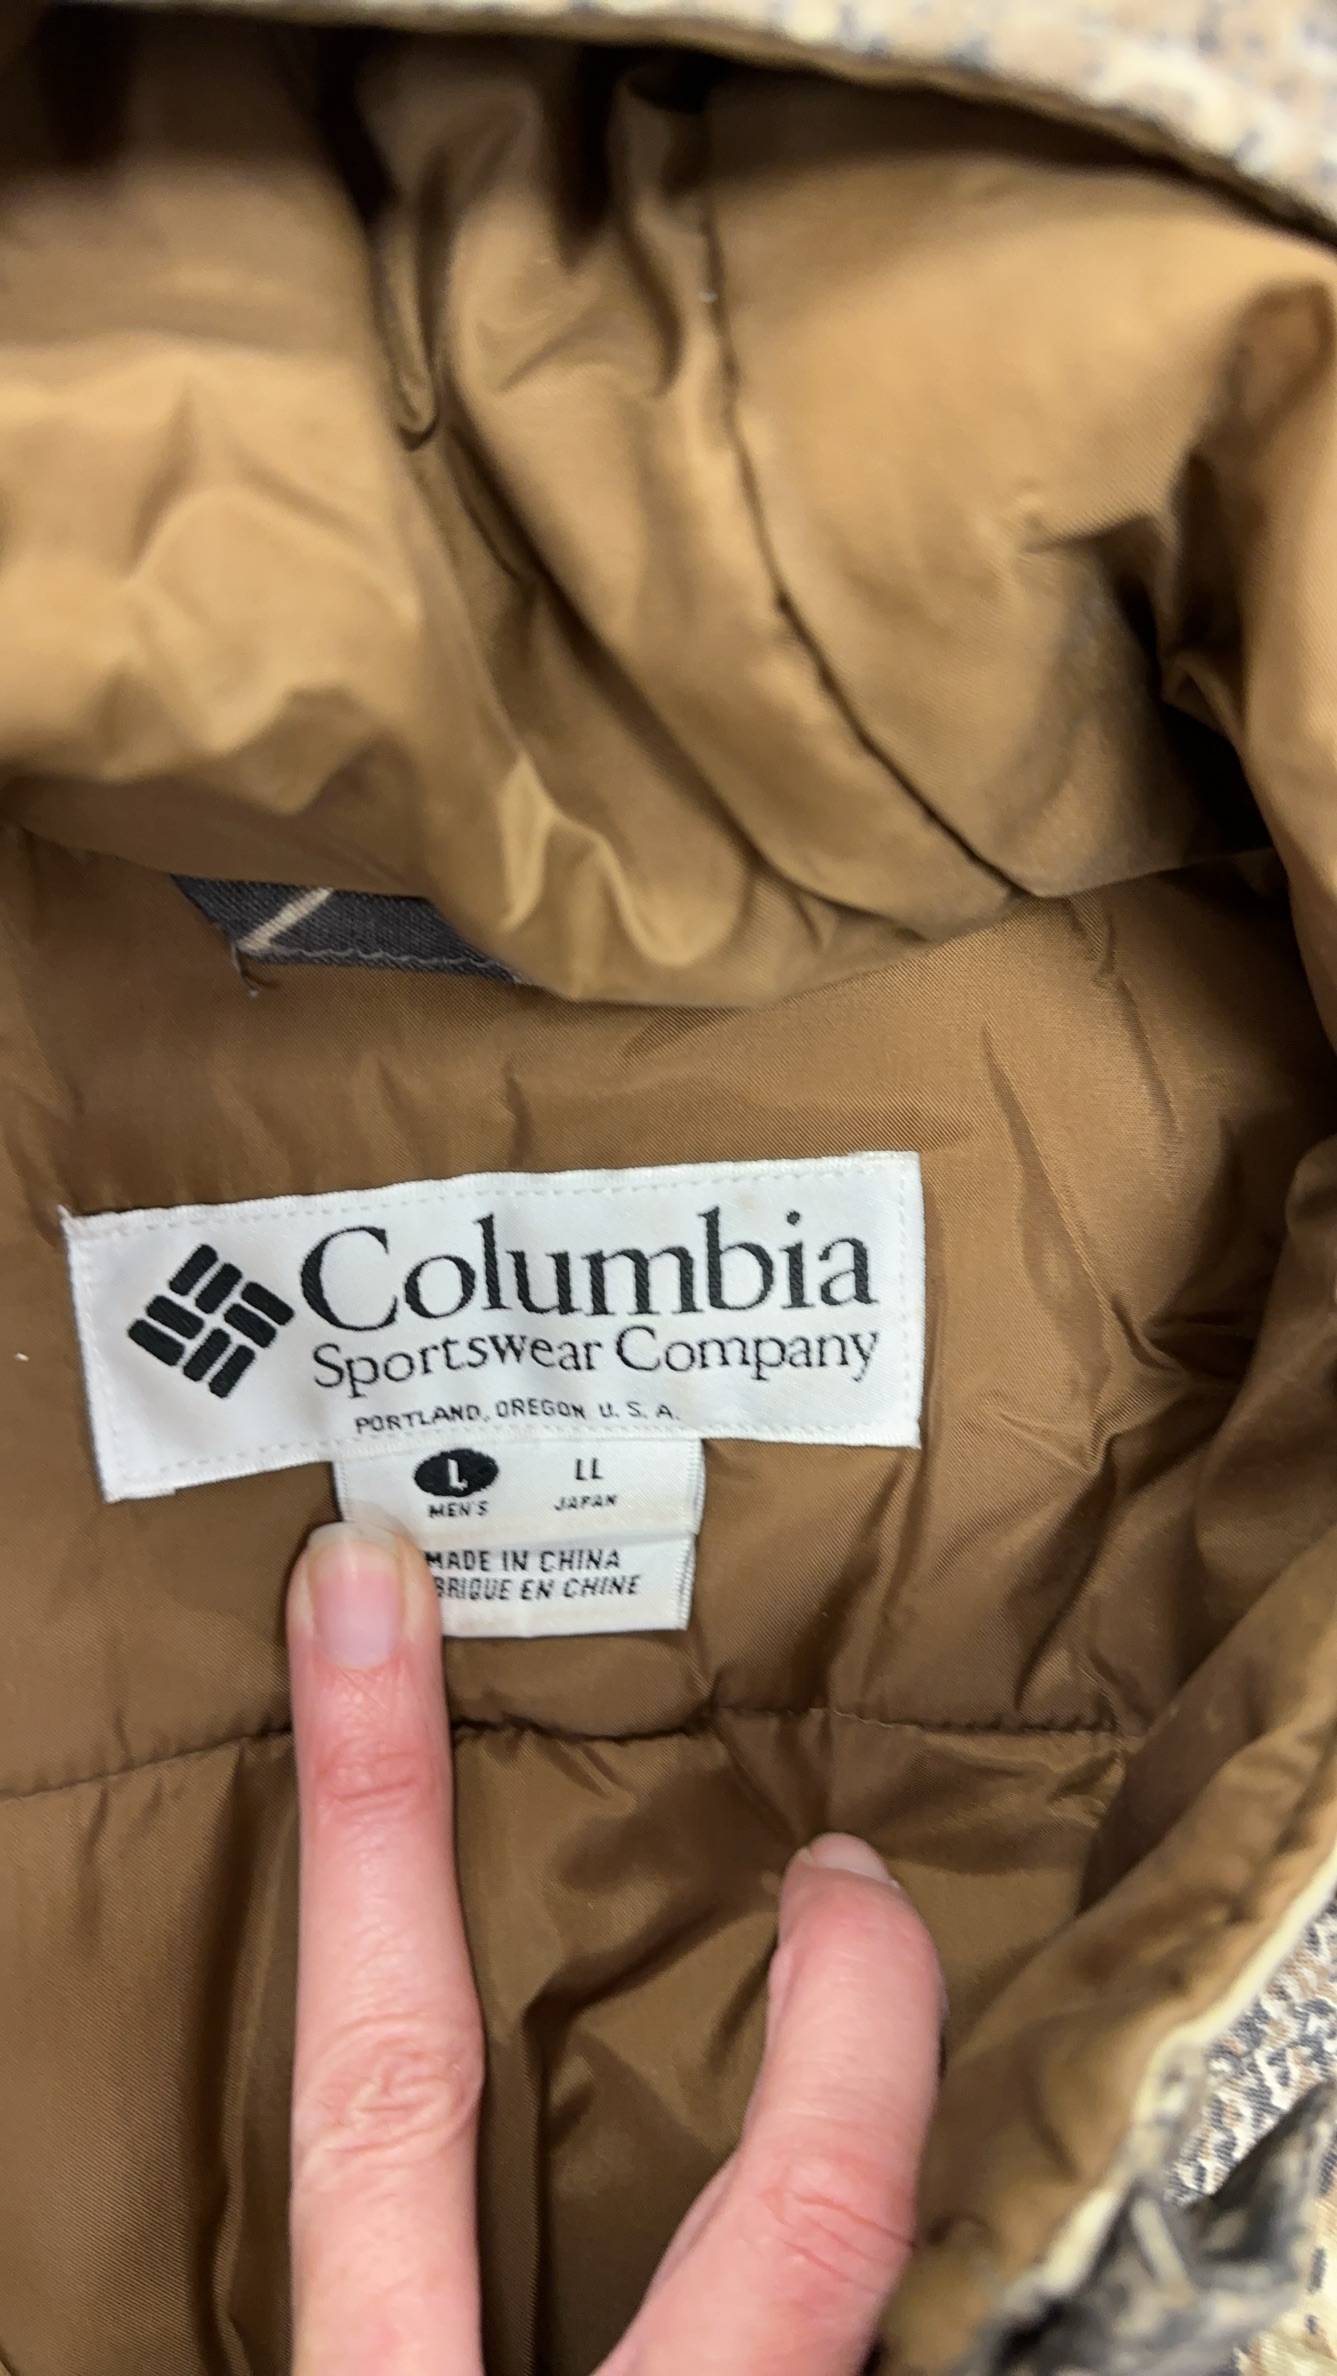 Columbia
Sportswear Company
PORTLAND, OREGON U. S. A.
L LL
MEN'S JAPAN
MADE IN CHINA
BRIQUE EN CHINE